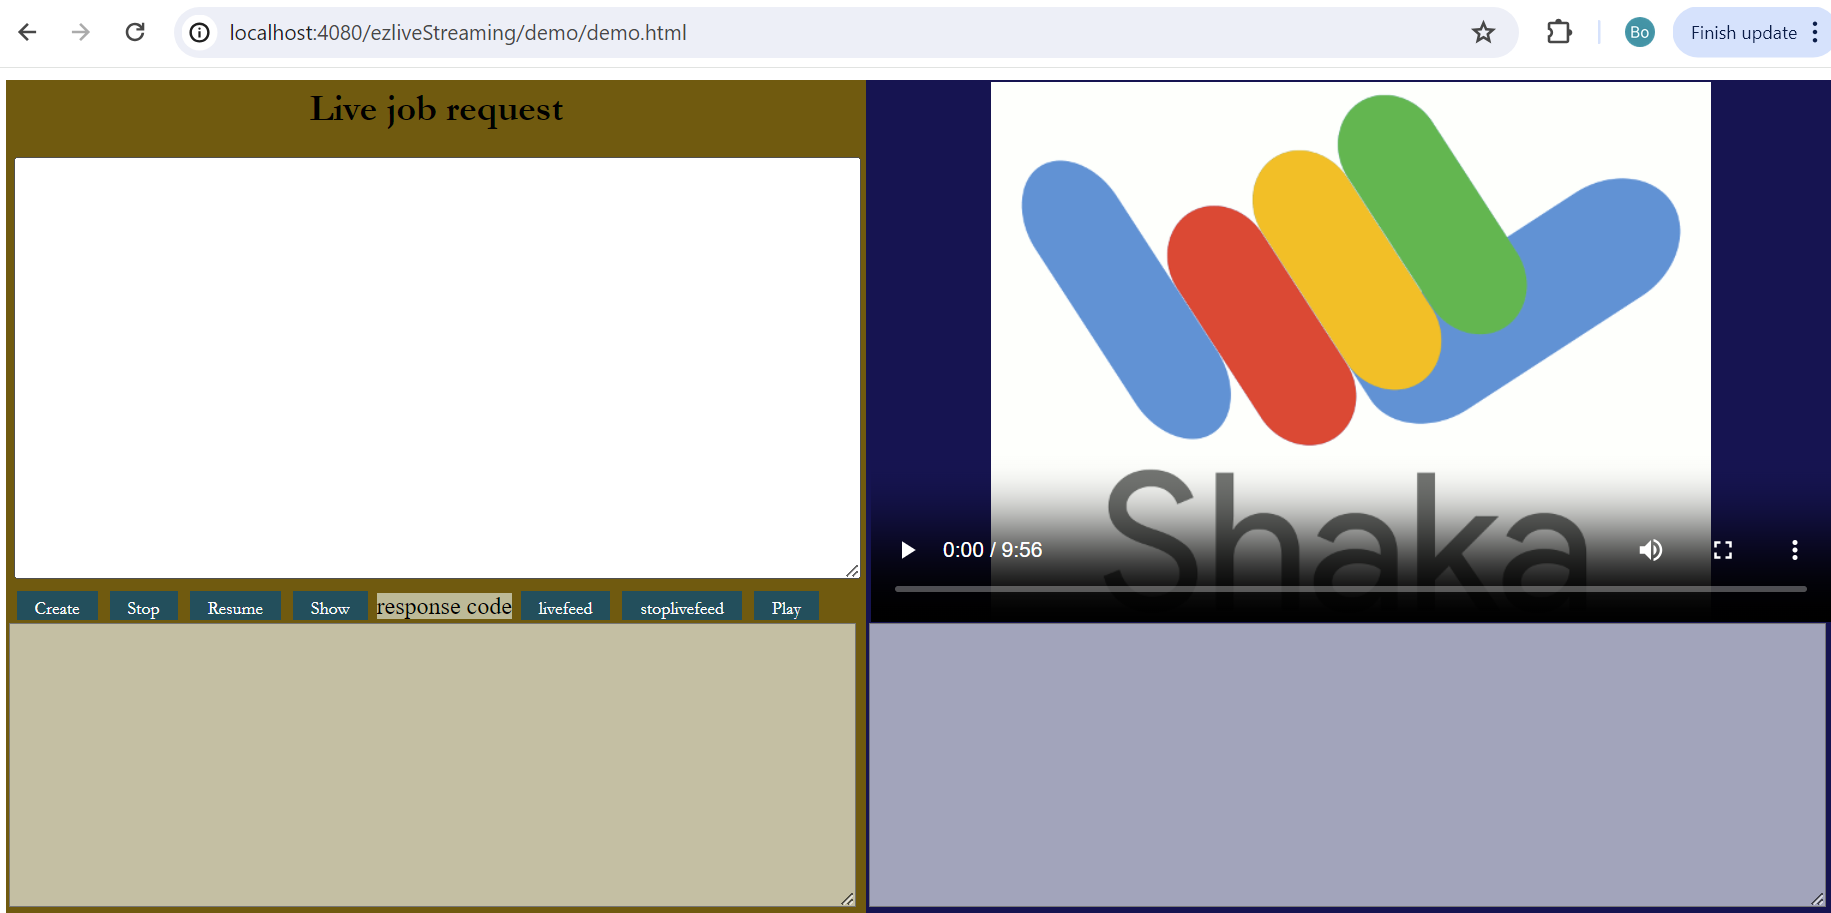 localhost:4080/ezliveStreaming/demo/demo.html
Bo
Finish update
Live job request
Shaka
0:00 / 9:56
Create Stop Resume Show response code livefeed stoplivefeed Play